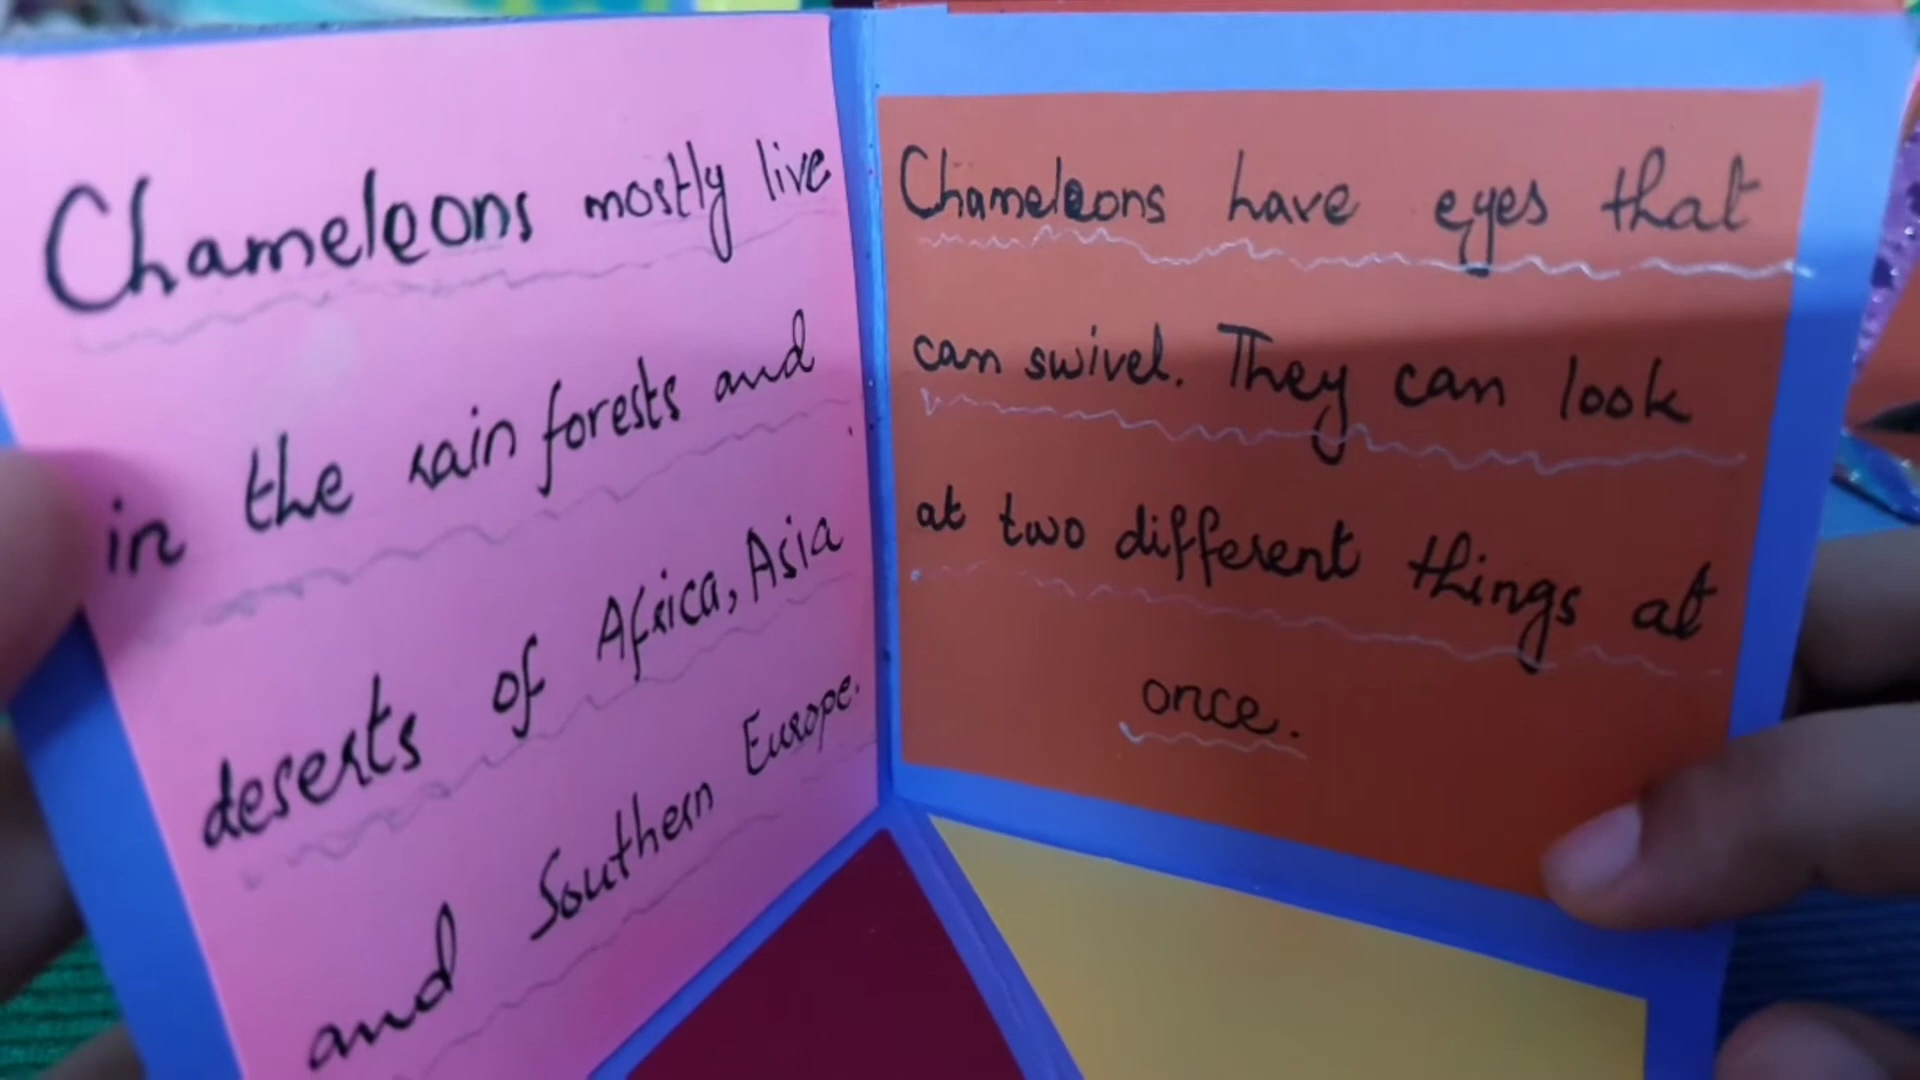 Chameleons mostly live
in the rain forests and
deserts of Africa, Asia
and Southern Europe.
Chameleons have eyes that
can swivel. They can look
at two different things at
once.